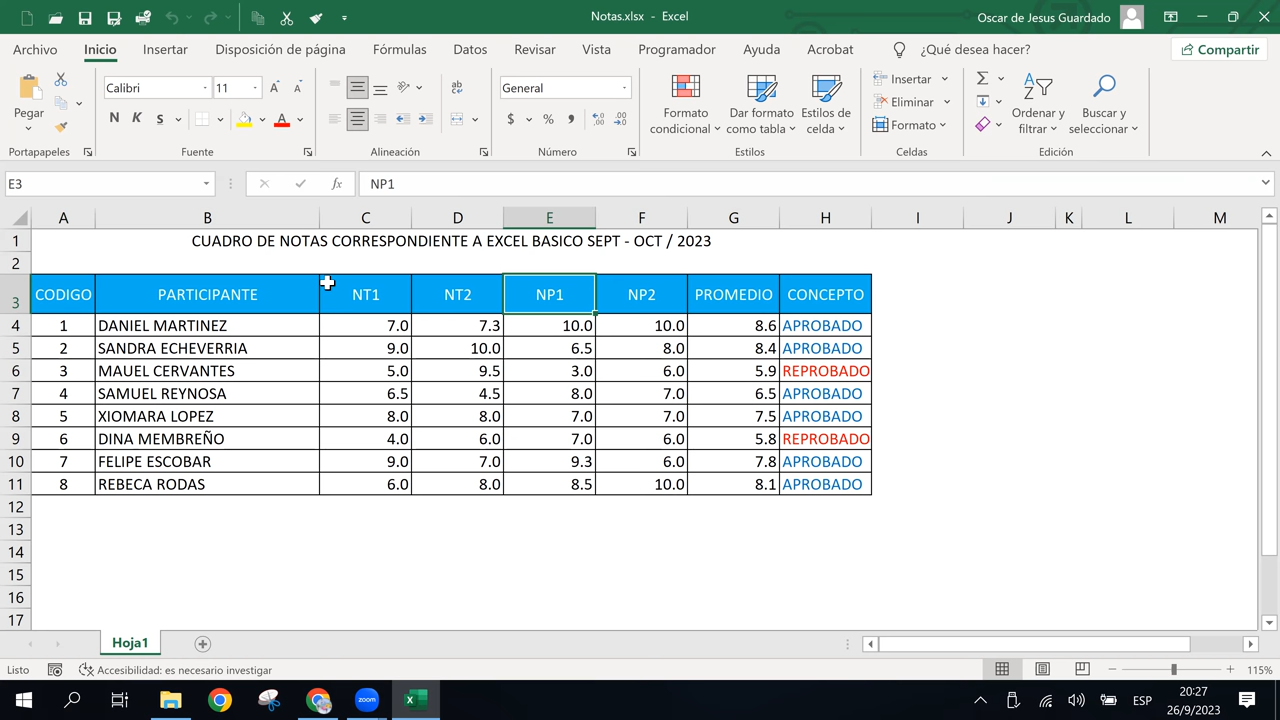 Notas.xlsx - Excel
Oscar de Jesus Guardado
Archivo Inicio Insertar Disposición de página Fórmulas Datos Revisar Vista Programador Ayuda Acrobat ¿Qué desea hacer? Compartir
Pegar
Calibri 11
N K S A
ab
General
$ % 9
Formato condicional
Dar formato como tabla
Estilos de celda
Insertar
Eliminar
Formato
Ordenar y filtrar
Buscar y seleccionar
Portapapeles Fuente Alineación Número Estilos Celdas Edición
E3 fx NP1
A B C D E F G H I J K L M
1 CUADRO DE NOTAS CORRESPONDIENTE A EXCEL BASICO SEPT - OCT / 2023
2
3 CODIGO PARTICIPANTE NT1 NT2 NP1 NP2 PROMEDIO CONCEPTO
4 1 DANIEL MARTINEZ 7.0 7.3 10.0 10.0 8.6 APROBADO
5 2 SANDRA ECHEVERRIA 9.0 10.0 6.5 8.0 8.4 APROBADO
6 3 MAUEL CERVANTES 5.0 9.5 3.0 6.0 5.9 REPROBADO
7 4 SAMUEL REYNOSA 6.5 4.5 8.0 7.0 6.5 APROBADO
8 5 XIOMARA LOPEZ 8.0 8.0 7.0 7.0 7.5 APROBADO
9 6 DINA MEMBREÑO 4.0 6.0 7.0 6.0 5.8 REPROBADO
10 7 FELIPE ESCOBAR 9.0 7.0 9.3 6.0 7.8 APROBADO
11 8 REBECA RODAS 6.0 8.0 8.5 10.0 8.1 APROBADO
12
13
14
15
16
17
Hoja1
Listo Accesibilidad: es necesario investigar 115%
zoom
ESP
20:27
26/9/2023